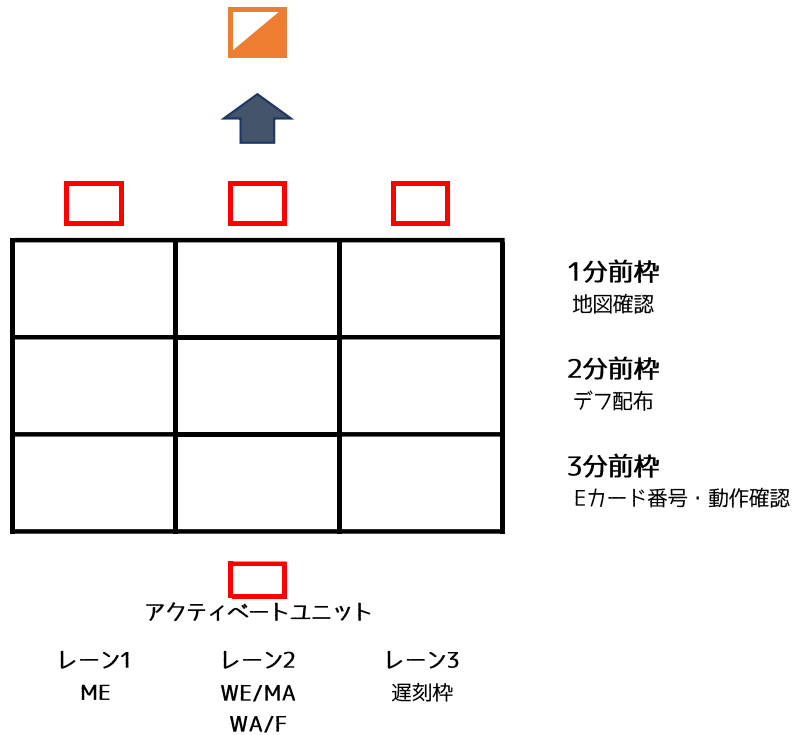 1分前枠
地図確認
2分前枠
デフ配布
3分前枠
Eカード番号・動作確認
アクティベートユニット
レーン1 レーン2 レーン3
ME WE/MA 遅刻枠
WA/F